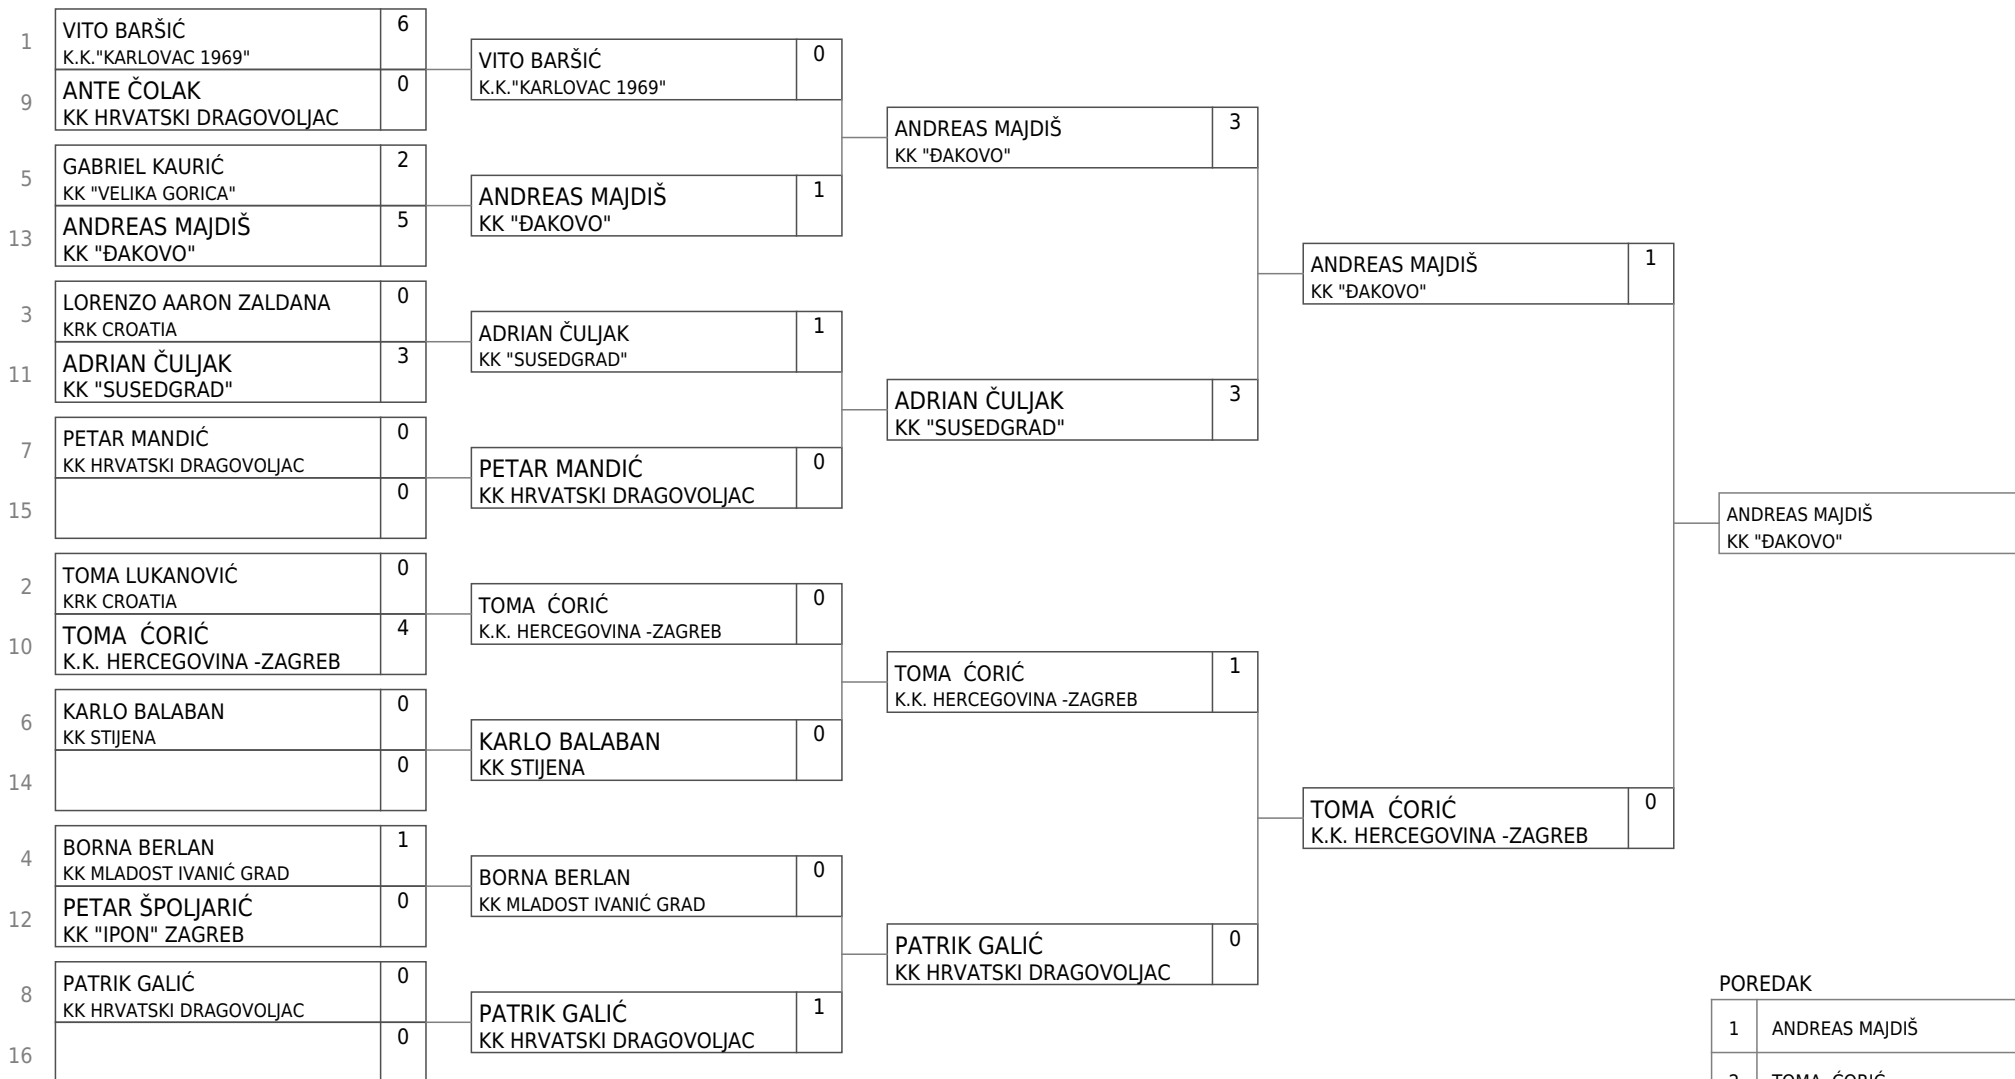 1
VITO BARŠIĆ
K.K."KARLOVAC 1969"
6
9
ANTE ČOLAK
KK HRVATSKI DRAGOVOLJAC
0
5
GABRIEL KAURIĆ
KK "VELIKA GORICA"
2
13
ANDREAS MAJDIŠ
KK "ĐAKOVO"
5
3
LORENZO AARON ZALDANA
KRK CROATIA
0
11
ADRIAN ČULJAK
KK "SUSEDGRAD"
3
7
PETAR MANDIĆ
KK HRVATSKI DRAGOVOLJAC
0
15
0
2
TOMA LUKANOVIĆ
KRK CROATIA
0
10
TOMA  ĆORIĆ
K.K. HERCEGOVINA -ZAGREB
4
6
KARLO BALABAN
KK STIJENA
0
14
0
4
BORNA BERLAN
KK MLADOST IVANIĆ GRAD
1
12
PETAR ŠPOLJARIĆ
KK "IPON" ZAGREB
0
8
PATRIK GALIĆ
KK HRVATSKI DRAGOVOLJAC
0
16
0
VITO BARŠIĆ
K.K."KARLOVAC 1969"
0
ANDREAS MAJDIŠ
KK "ĐAKOVO"
1
ADRIAN ČULJAK
KK "SUSEDGRAD"
1
PETAR MANDIĆ
KK HRVATSKI DRAGOVOLJAC
0
TOMA  ĆORIĆ
K.K. HERCEGOVINA -ZAGREB
0
KARLO BALABAN
KK STIJENA
0
BORNA BERLAN
KK MLADOST IVANIĆ GRAD
0
PATRIK GALIĆ
KK HRVATSKI DRAGOVOLJAC
1
ANDREAS MAJDIŠ
KK "ĐAKOVO"
3
ADRIAN ČULJAK
KK "SUSEDGRAD"
3
TOMA  ĆORIĆ
K.K. HERCEGOVINA -ZAGREB
1
PATRIK GALIĆ
KK HRVATSKI DRAGOVOLJAC
0
ANDREAS MAJDIŠ
KK "ĐAKOVO"
1
TOMA  ĆORIĆ
K.K. HERCEGOVINA -ZAGREB
0
ANDREAS MAJDIŠ
KK "ĐAKOVO"
POREDAK
1 ANDREAS MAJDIŠ
2 TOMA  ĆORIĆ